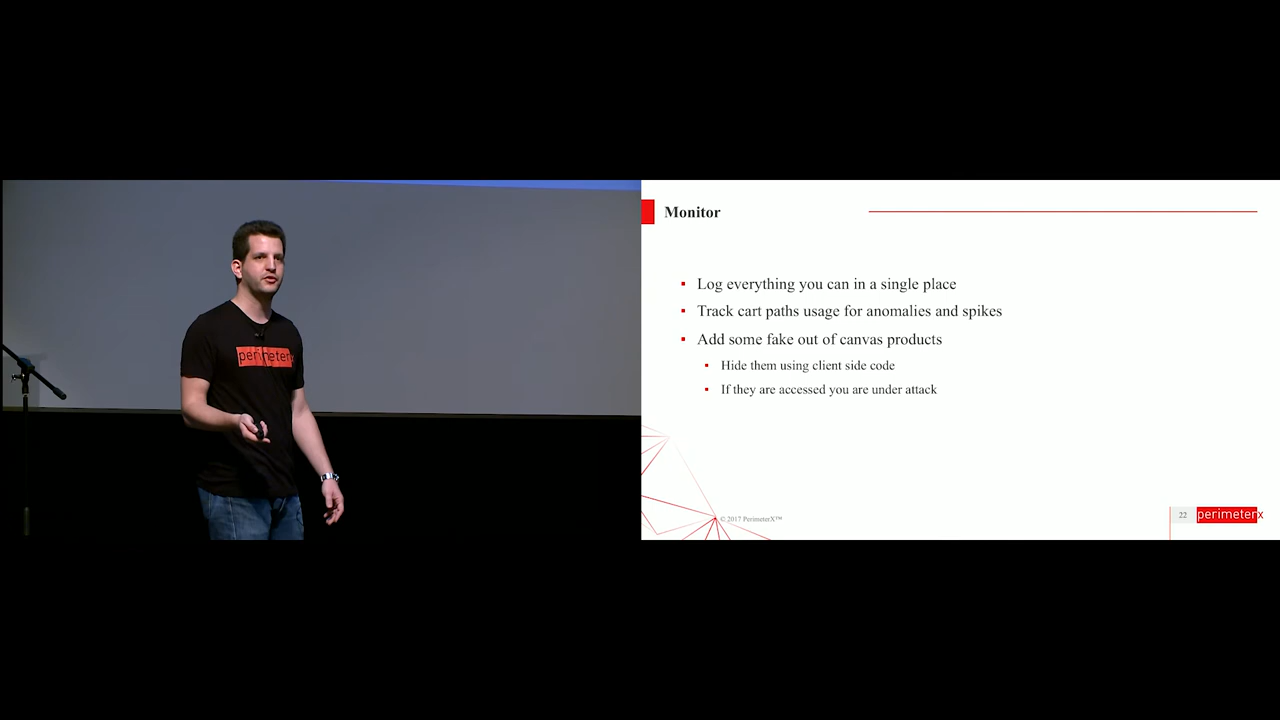 perimeter
Monitor
Log everything you can in a single place
Track cart paths usage for anomalies and spikes
Add some fake out of canvas products
Hide them using client side code
If they are accessed you are under attack
© 2017 PerimeterX™
22
perimeterx